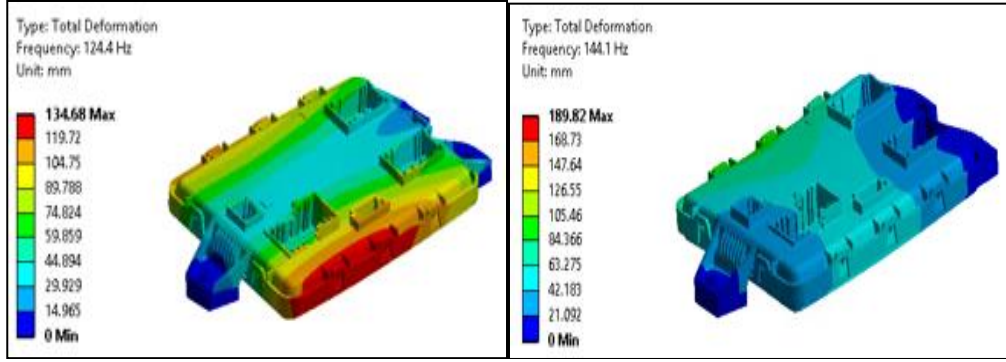 Type: Total Deformation
Frequency: 124.4 Hz
Unit: mm
134.68 Max
119.72
104.75
89.788
74.824
59.859
44.894
29.929
14.965
0 Min
Type: Total Deformation
Frequency: 144.1 Hz
Unit: mm
189.82 Max
168.73
147.64
126.55
105.46
84.366
63.275
42.183
21.092
0 Min